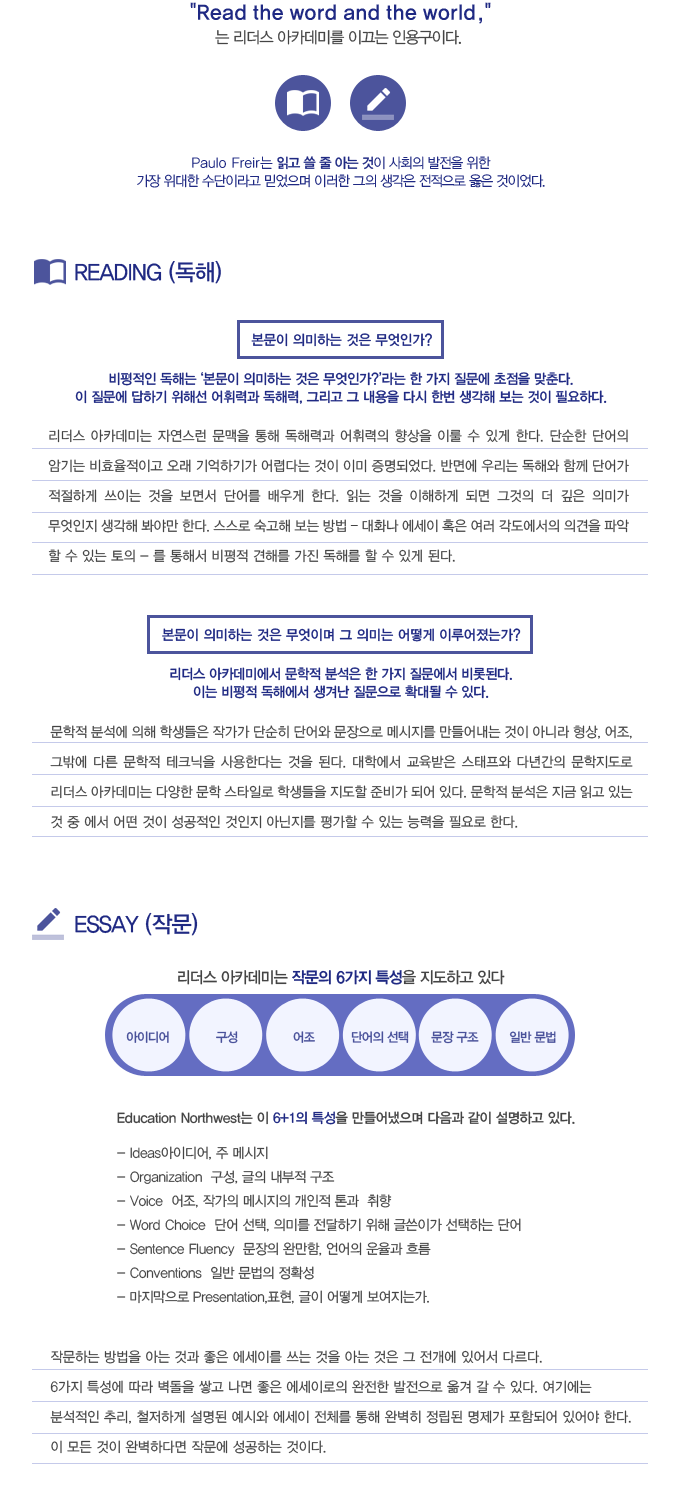 "Read the word and the world,"
는 리더스 아카데미를 이끄는 인용구이다.
Paulo Freir는 읽고 쓸 줄 아는 것이 사회의 발전을 위한
가장 위대한 수단이라고 믿었으며 이러한 그의 생각은 전적으로 옳은 것이었다.
READING (독해)
본문이 의미하는 것은 무엇인가?
비평적인 독해는 ‘본문이 의미하는 것은 무엇인가?’라는 한 가지 질문에 초점을 맞춘다.
이 질문에 답하기 위해선 어휘력과 독해력, 그리고 그 내용을 다시 한번 생각해 보는 것이 필요하다.
리더스 아카데미는 자연스런 문맥을 통해 독해력과 어휘력의 향상을 이룰 수 있게 한다. 단순한 단어의
암기는 비효율적이고 오래 기억하기가 어렵다는 것이 이미 증명되었다. 반면에 우리는 독해와 함께 단어가
적절하게 쓰이는 것을 보면서 단어를 배우게 한다. 읽는 것을 이해하게 되면 그것의 더 깊은 의미가
무엇인지 생각해 봐야만 한다. 스스로 숙고해 보는 방법 – 대화나 에세이 혹은 여러 각도에서의 의견을 파악
할 수 있는 토의 – 를 통해서 비평적 견해를 가진 독해를 할 수 있게 된다.
본문이 의미하는 것은 무엇이며 그 의미는 어떻게 이루어졌는가?
리더스 아카데미에서 문학적 분석은 한 가지 질문에서 비롯된다.
이는 비평적 독해에서 생겨난 질문으로 확대될 수 있다.
문학적 분석에 의해 학생들은 작가가 단순히 단어와 문장으로 메시지를 만들어내는 것이 아니라 형상, 어조,
그밖에 다른 문학적 테크닉을 사용한다는 것을 된다. 대학에서 교육받은 스태프와 다년간의 문학지도로
리더스 아카데미는 다양한 문학 스타일로 학생들을 지도할 준비가 되어 있다. 문학적 분석은 지금 읽고 있는
것 중 에서 어떤 것이 성공적인 것인지 아닌지를 평가할 수 있는 능력을 필요로 한다.
ESSAY (작문)
리더스 아카데미는 작문의 6가지 특성을 지도하고 있다
아이디어 구성 어조 단어의 선택 문장 구조 일반 문법
Education Northwest는 이 6+1의 특성을 만들어냈으며 다음과 같이 설명하고 있다.
– Ideas아이디어, 주 메시지
– Organization 구성, 글의 내부적 구조
– Voice 어조, 작가의 메시지의 개인적 톤과 취향
– Word Choice 단어 선택, 의미를 전달하기 위해 글쓴이가 선택하는 단어
– Sentence Fluency 문장의 완만함, 언어의 운율과 흐름
– Conventions 일반 문법의 정확성
– 마지막으로 Presentation,표현, 글이 어떻게 보여지는가.
작문하는 방법을 아는 것과 좋은 에세이를 쓰는 것을 아는 것은 그 전개에 있어서 다르다.
6가지 특성에 따라 벽돌을 쌓고 나면 좋은 에세이로의 완전한 발전으로 옮겨 갈 수 있다. 여기에는
분석적인 추리, 철저하게 설명된 예시와 에세이 전체를 통해 완벽히 정립된 명제가 포함되어 있어야 한다.
이 모든 것이 완벽하다면 작문에 성공하는 것이다.